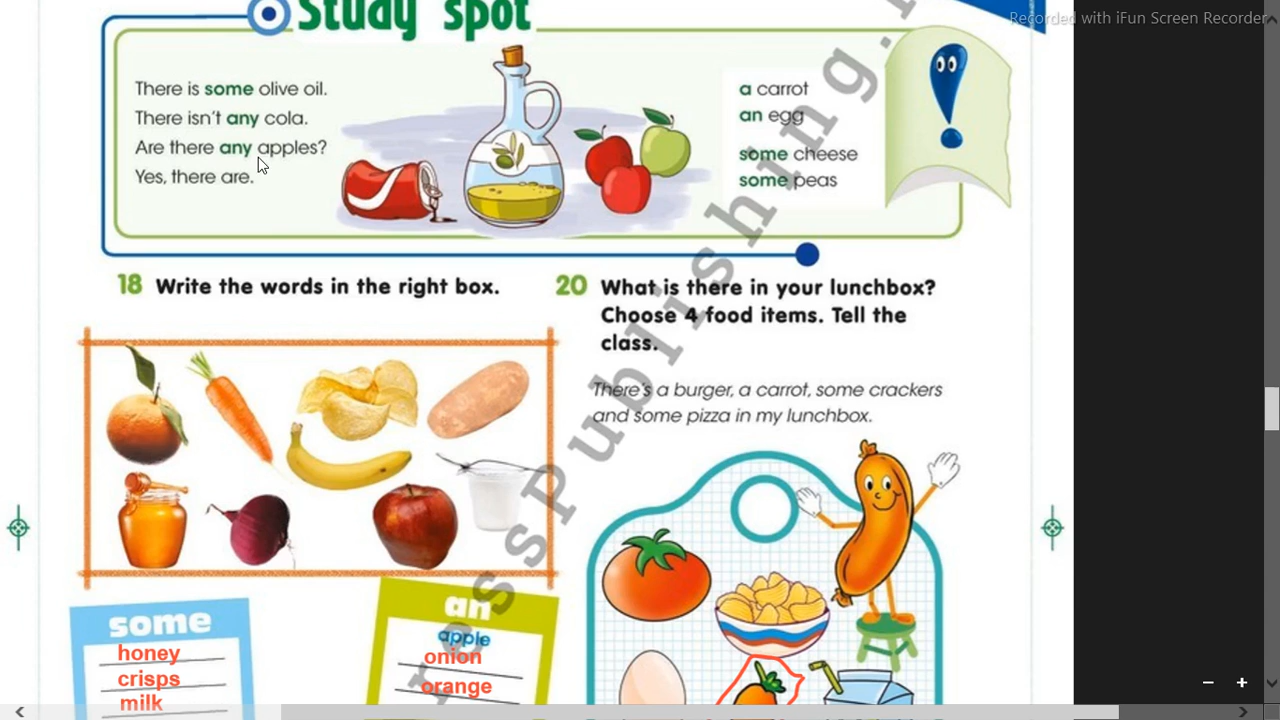 Recorded with iFun Screen Recorder
Study spot
There is some olive oil.
There isn't any cola.
Are there any apples?
Yes, there are.
a carrot
an egg
some cheese
some peas
18 Write the words in the right box.
some
honey
crisps
milk
an
apple
onion
orange
20 What is there in your lunchbox?
Choose 4 food items. Tell the
class.
There's a burger, a carrot, some crackers
and some pizza in my lunchbox.
ressPublishing.